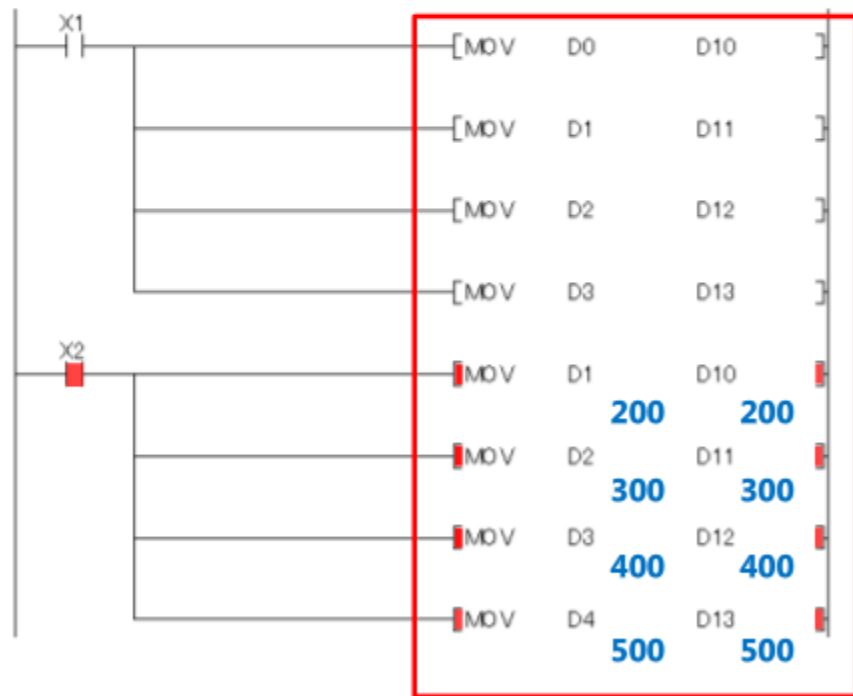 X1
[MOV D0 D10 ]
[MOV D1 D11 ]
[MOV D2 D12 ]
[MOV D3 D13 ]
X2
[MOV D1 D10 ]
200 200
[MOV D2 D11 ]
300 300
[MOV D3 D12 ]
400 400
[MOV D4 D13 ]
500 500